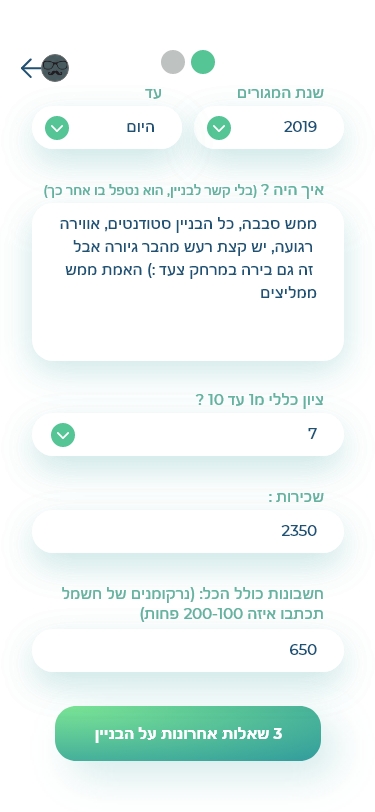 שנת המגורים
עד
2019
היום
איך היה ? (בלי קשר לבניין, הוא נטפל בו אחר כך)
ממש סבבה, כל הבניין סטודנטים, אווירה
רגועה, יש קצת רעש מהבר גיורה אבל
זה גם בירה במרחק צעד :) האמת ממש
ממליצים
ציון כללי מ1 עד 10 ?
7
שכירות :
2350
חשבונות כולל הכל: (נרקומנים של חשמל
תכתבו איזה 200-100 פחות)
650
3 שאלות אחרונות על הבניין